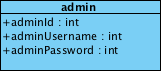 admin
+adminId : int
+adminUsername : int
+adminPassword : int